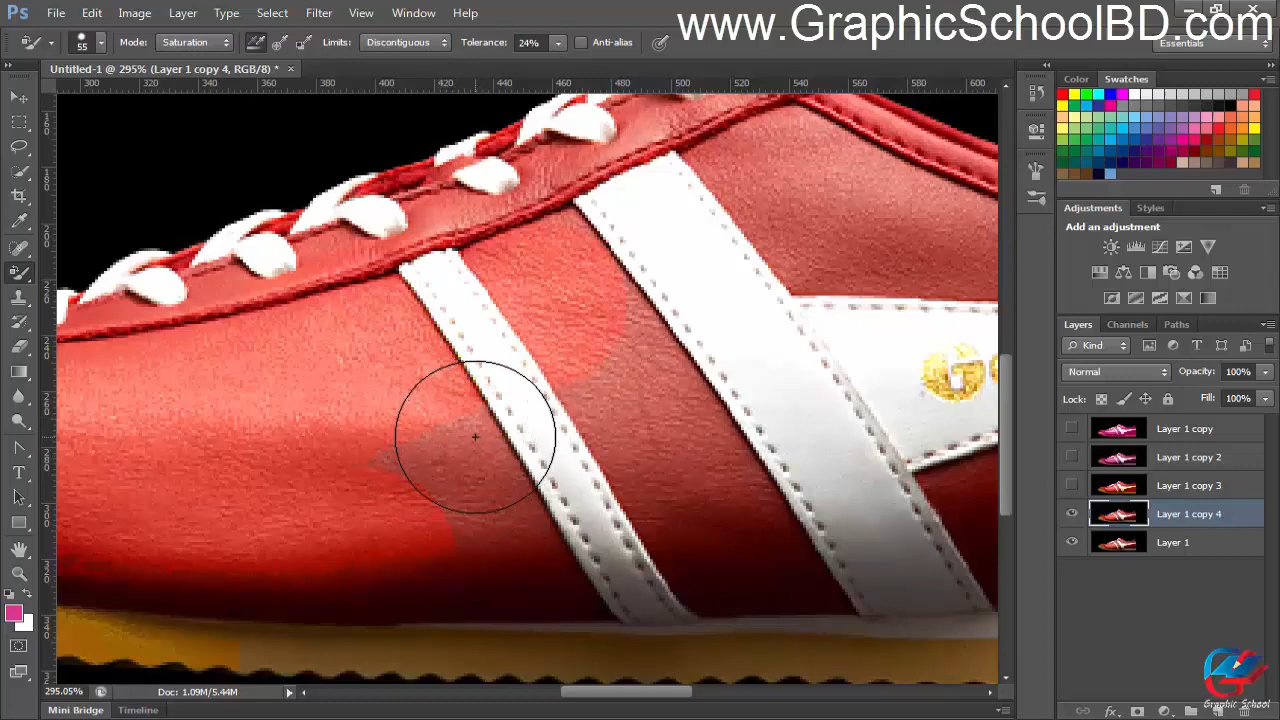 Ps File Edit Image Layer Type Select Filter View Window Help
www.GraphicSchoolBD.com
55 Mode: Saturation Limits: Discontiguous Tolerance: 24% Anti-alias Essentials
Untitled-1 @ 295% (Layer 1 copy 4, RGB/8) * ×
300 320 340 360 380 400 420 440 460 480 500 520 540 560 580 600
Color Swatches
Adjustments Styles
Add an adjustment
Layers Channels Paths
Kind
Normal Opacity: 100%
Lock: Fill: 100%
Layer 1 copy
Layer 1 copy 2
Layer 1 copy 3
Layer 1 copy 4
Layer 1
Go
295.05% Doc: 1.09M/5.44M
Mini Bridge Timeline
Graphic School